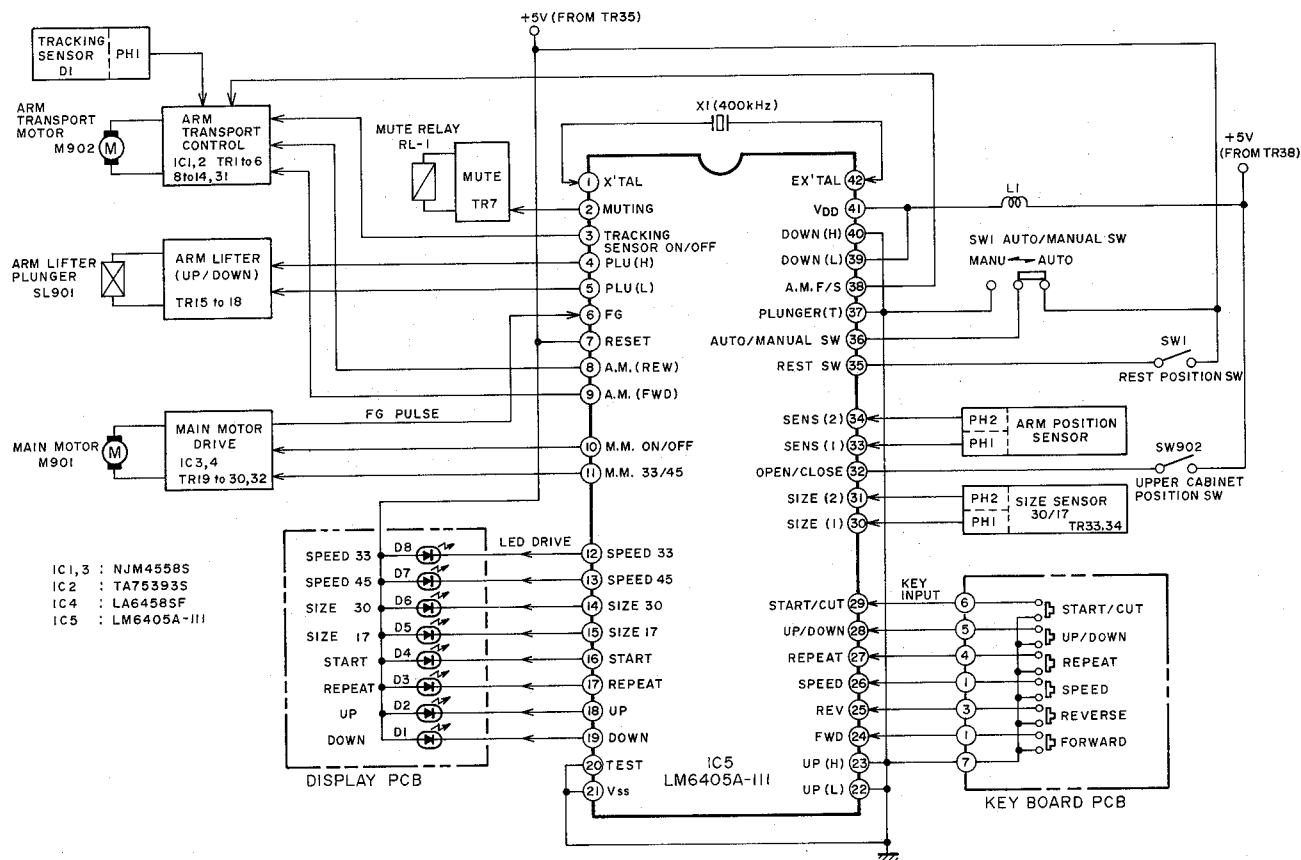 +5V (FROM TR35)
TRACKING
SENSOR
D1
PH1
ARM
TRANSPORT
MOTOR
M902
M
ARM
TRANSPORT
CONTROL
IC1,2 TR1 to 6
8 to 14, 31
MUTE RELAY
RL-1
MUTE
TR7
X1 (400kHz)
+5V
(FROM TR38)
L1
ARM LIFTER
PLUNGER
SL901
ARM LIFTER
(UP/DOWN)
TR15 to 18
SW1 AUTO/MANUAL SW
MANU AUTO
SW1
REST POSITION SW
FG PULSE
MAIN MOTOR
M901
M
MAIN MOTOR
DRIVE
IC3, 4
TR19 to 30, 32
PH2
PH1
ARM POSITION
SENSOR
SW902
UPPER CABINET
POSITION SW
PH2
PH1
SIZE SENSOR
30/17
TR33,34
1 X'TAL
2 MUTING
3 TRACKING
SENSOR ON/OFF
4 PLU (H)
5 PLU (L)
6 FG
7 RESET
8 A.M. (REW)
9 A.M. (FWD)
10 M.M. ON/OFF
11 M.M. 33/45
12 SPEED 33
13 SPEED 45
14 SIZE 30
15 SIZE 17
16 START
17 REPEAT
18 UP
19 DOWN
20 TEST
21 Vss
EX'TAL 42
VDD 41
DOWN (H) 40
DOWN (L) 39
A.M. F/S 38
PLUNGER (T) 37
AUTO/MANUAL SW 36
REST SW 35
SENS (2) 34
SENS (1) 33
OPEN/CLOSE 32
SIZE (2) 31
SIZE (1) 30
START/CUT 29
UP/DOWN 28
REPEAT 27
SPEED 26
REV 25
FWD 24
UP (H) 23
UP (L) 22
IC5
LM6405A-111
LED DRIVE
SPEED 33 D8
SPEED 45 D7
SIZE 30 D6
SIZE 17 D5
START D4
REPEAT D3
UP D2
DOWN D1
DISPLAY PCB
IC1,3 : NJM4558S
IC2 : TA75393S
IC4 : LA6458SF
IC5 : LM6405A-111
KEY
INPUT
6 START/CUT
5 UP/DOWN
4 REPEAT
1 SPEED
3 REVERSE
1 FORWARD
7
KEY BOARD PCB